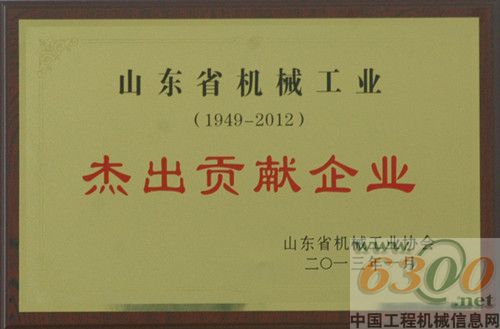 山东省机械工业
(1949-2012)
杰出贡献企业
山东省机械工业协会
二〇一三年一月
6300
.net
中国工程机械信息网